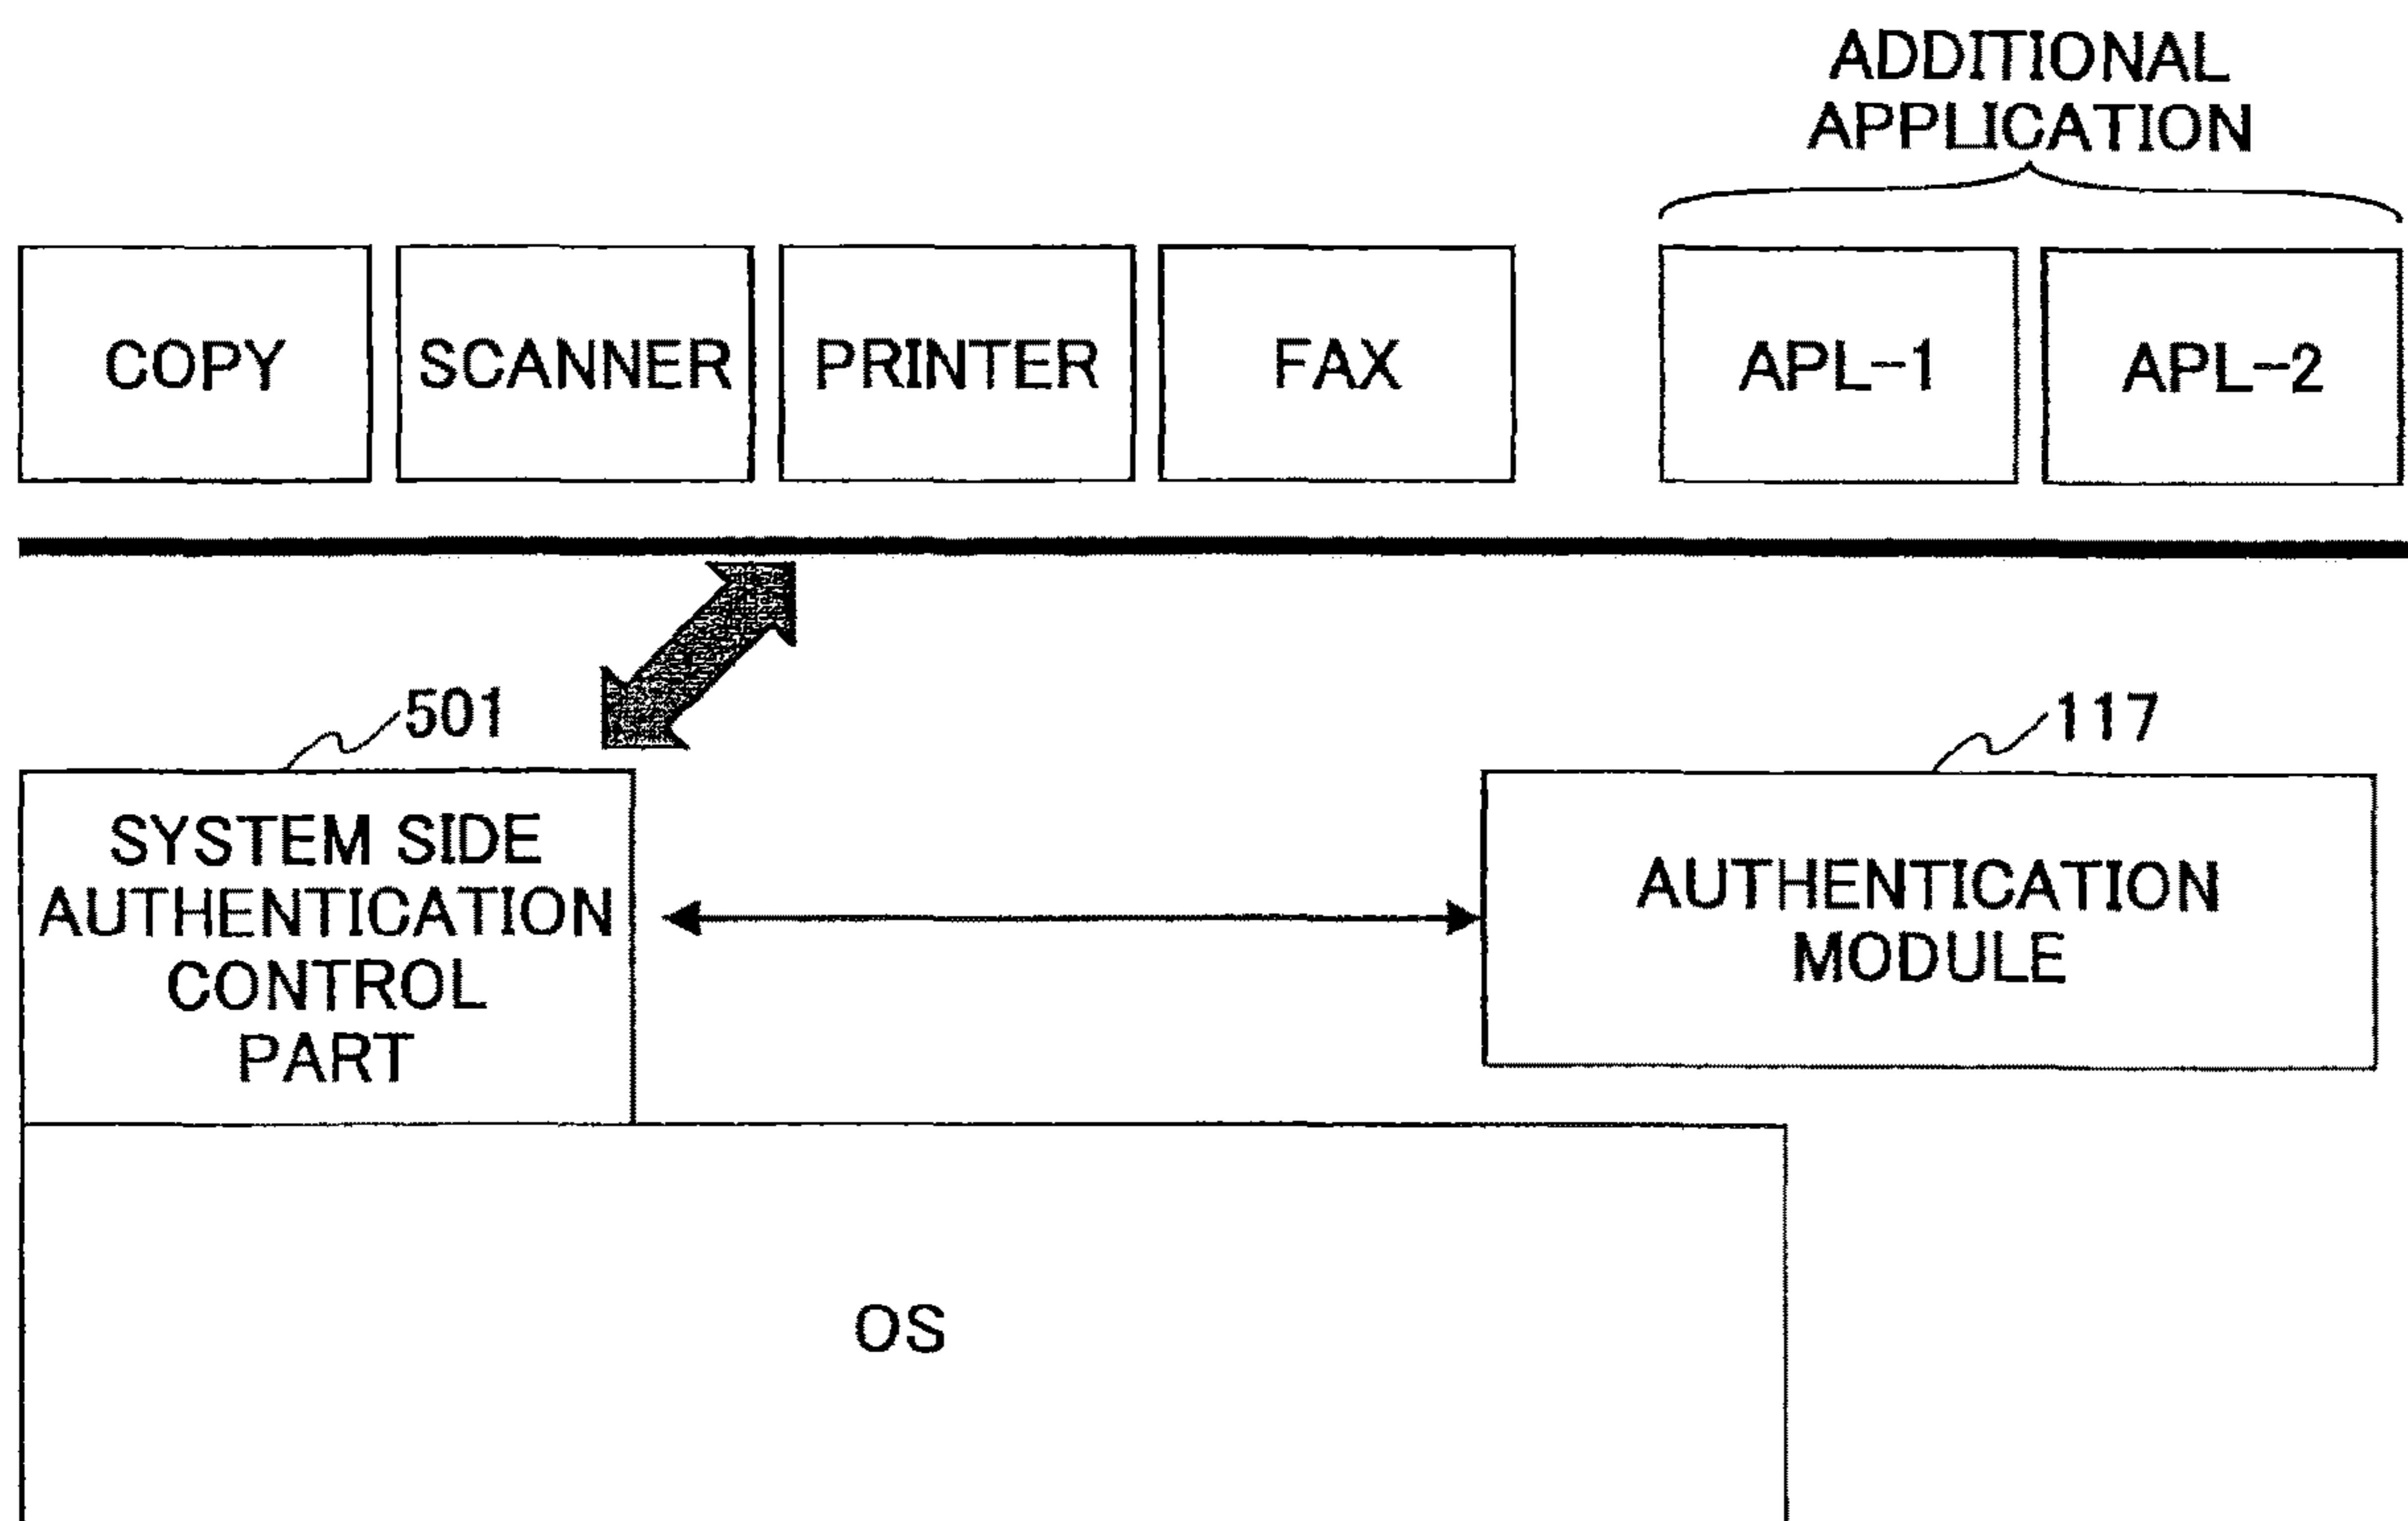 ADDITIONAL
APPLICATION
COPY
SCANNER
PRINTER
FAX
APL-1
APL-2
501
117
SYSTEM SIDE
AUTHENTICATION
CONTROL
PART
AUTHENTICATION
MODULE
OS